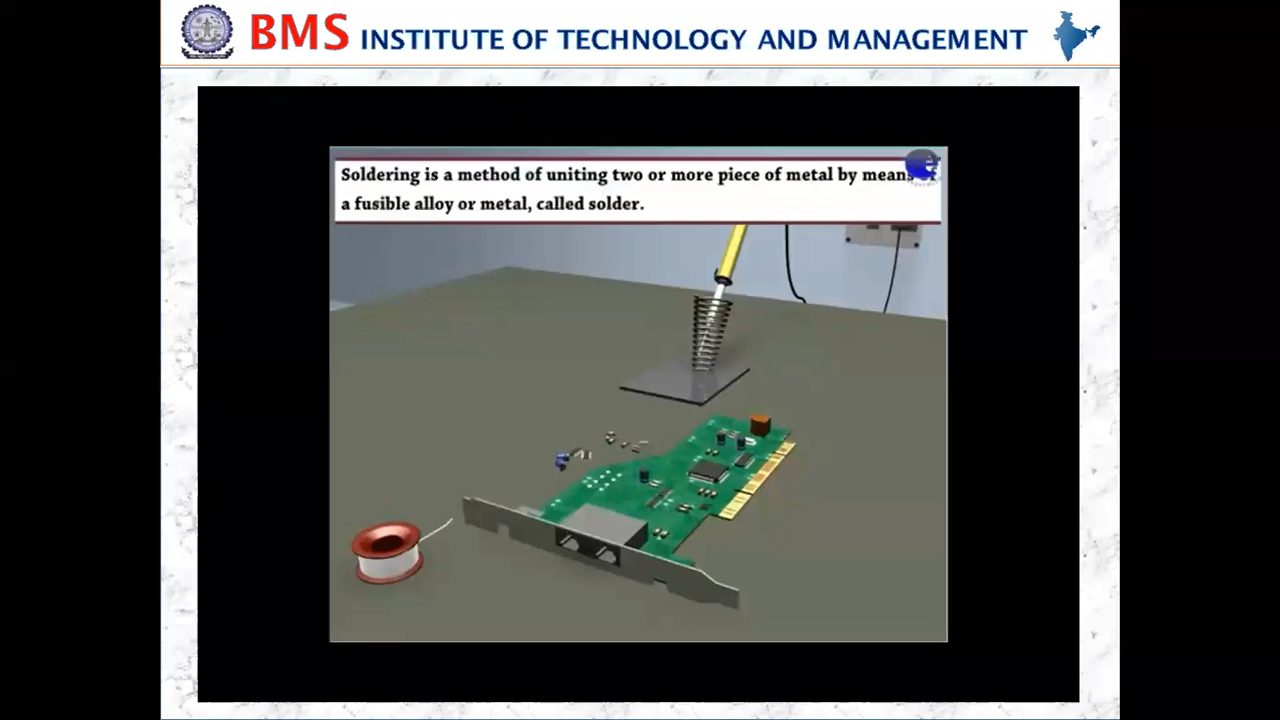 BMS INSTITUTE OF TECHNOLOGY AND MANAGEMENT
Soldering is a method of uniting two or more piece of metal by means of
a fusible alloy or metal, called solder.